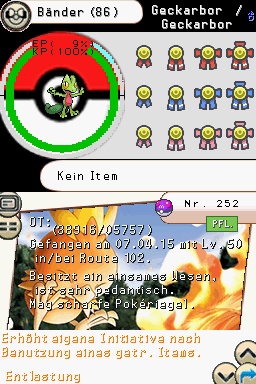 Bänder (86)
Geckarbor /
Geckarbor
EP( 9%)
KP(100%)
Kein Item
Nr. 252
OT:
(38916/05757)
PFL.
Gefangen am 07.04.15 mit Lv. 50
in/bei Route 102.
Besitzt ein einsames Wesen,
ist sehr pedantisch.
Mag scharfe Pokériegel.
Erhöht eigene Initiative nach
Benutzung eines getr. Items.
Entlastung